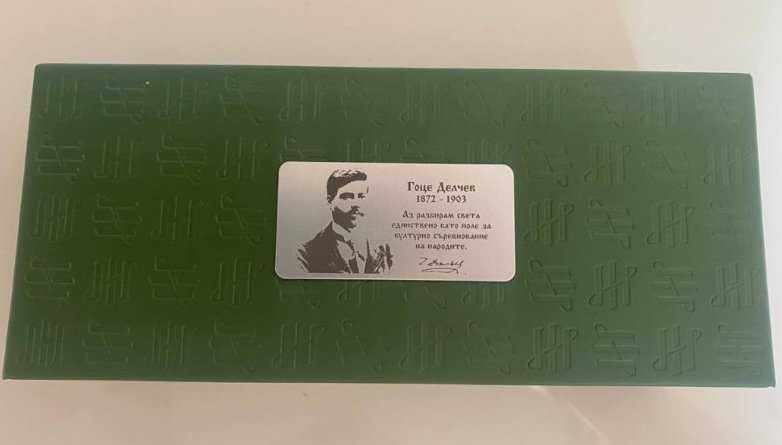 Гоце Делчев
1872 - 1903
Аз разбирам света
единствено като поле за
културно съревнование
на народите.